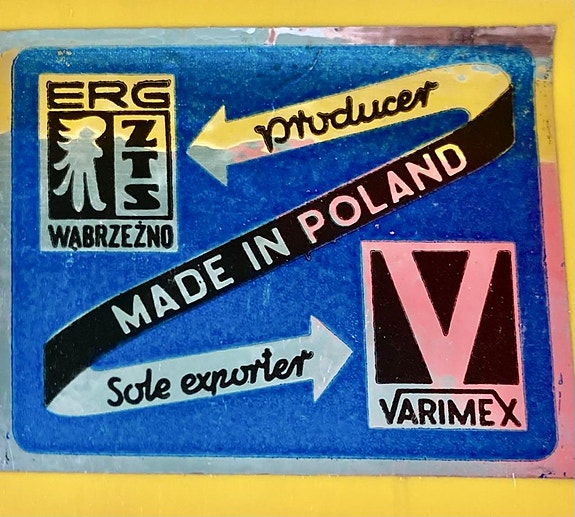 ERG
ZTS
WĄBRZEŹNO
producer
MADE IN POLAND
Sole exporter
V
VARIMEX